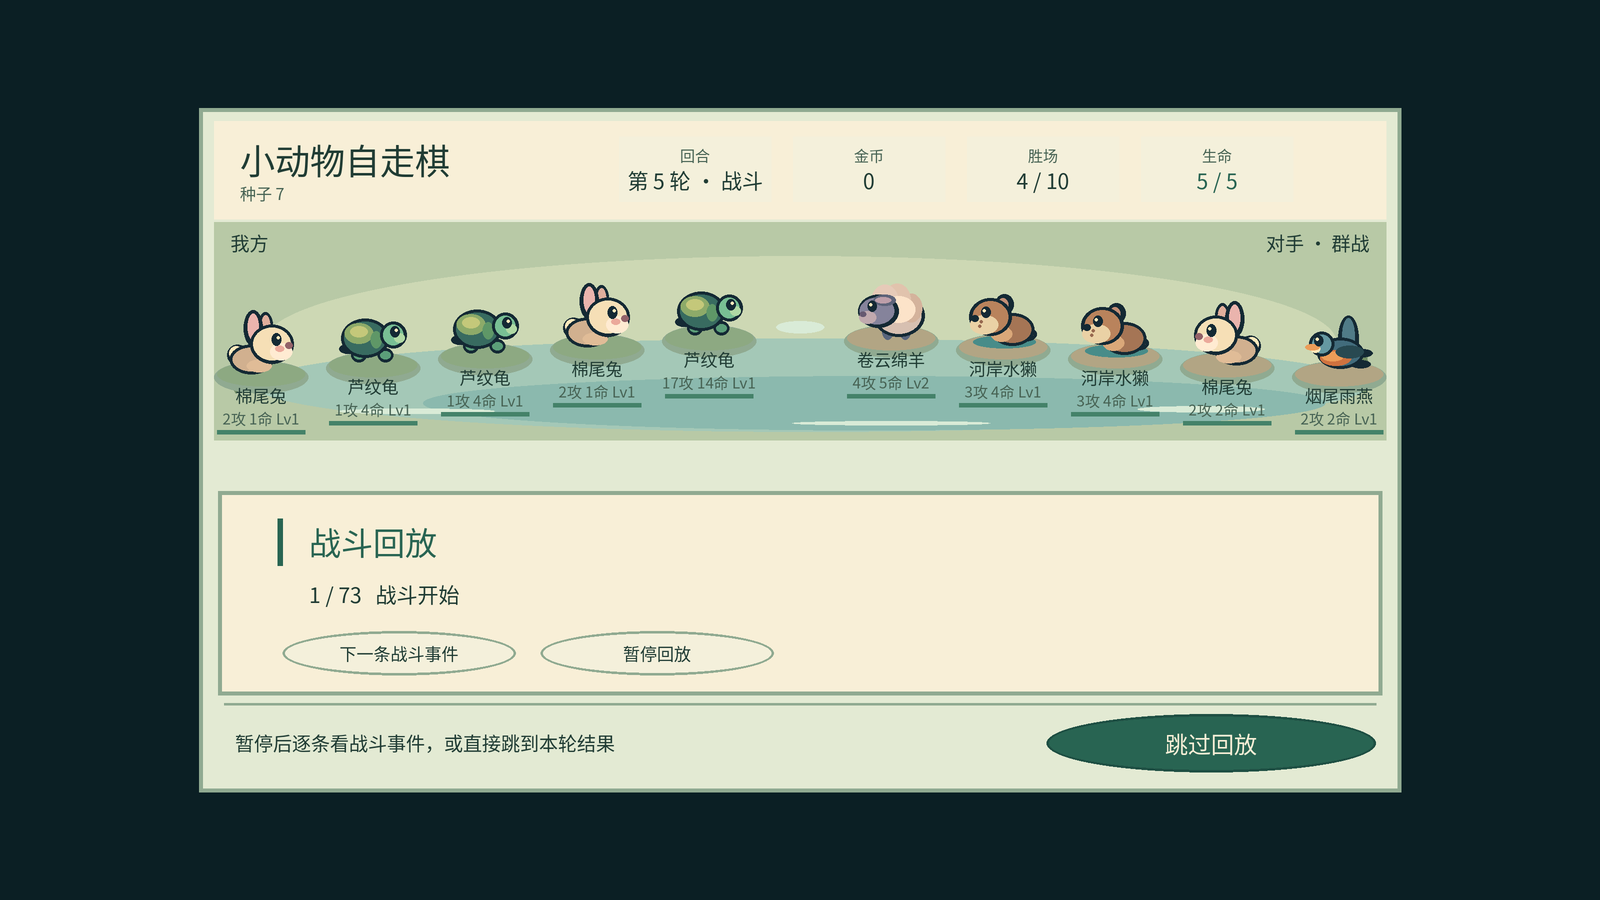 小动物自走棋
种子 7
回合
第 5 轮 · 战斗
金币
0
胜场
4 / 10
生命
5 / 5
我方
对手 · 群战
棉尾兔
2攻 1命 Lv1
芦纹龟
1攻 4命 Lv1
芦纹龟
1攻 4命 Lv1
棉尾兔
2攻 1命 Lv1
芦纹龟
17攻 14命 Lv1
卷云绵羊
4攻 5命 Lv2
河岸水獭
3攻 4命 Lv1
河岸水獭
3攻 4命 Lv1
棉尾兔
2攻 2命 Lv1
烟尾雨燕
2攻 2命 Lv1
战斗回放
1 / 73 战斗开始
下一条战斗事件
暂停回放
暂停后逐条看战斗事件，或直接跳到本轮结果
跳过回放